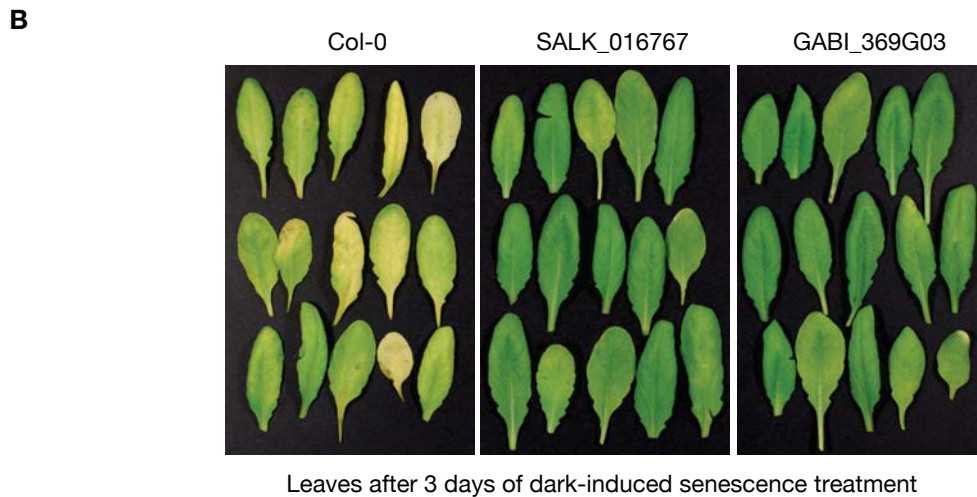 B
Col-0 SALK_016767 GABI_369G03
Leaves after 3 days of dark-induced senescence treatment